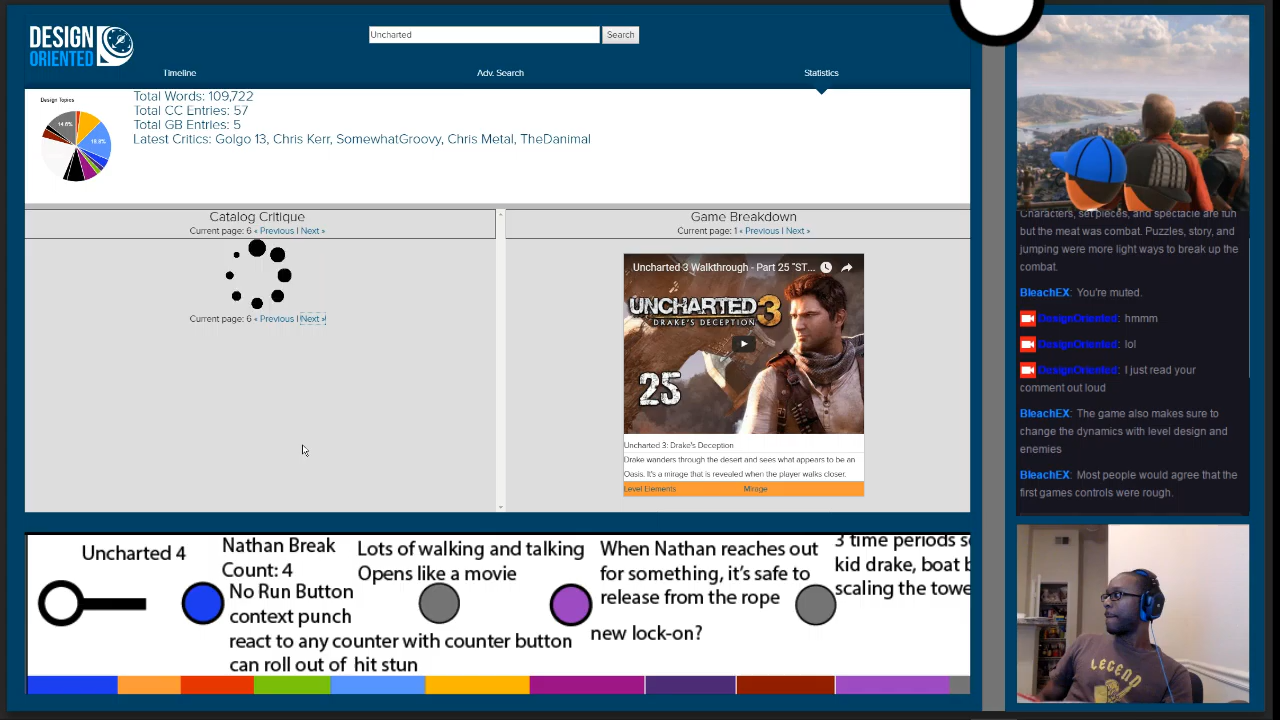 DESIGN
ORIENTED
Uncharted
Search
Timeline
Adv. Search
Statistics
Design Topics
14.6%
18.8%
Total Words: 109,722
Total CC Entries: 57
Total GB Entries: 5
Latest Critics: Golgo 13, Chris Kerr, SomewhatGroovy, Chris Metal, TheDanimal
Catalog Critique
Current page: 6 « Previous | Next »
Current page: 6 « Previous | Next »
Game Breakdown
Current page: 1 « Previous | Next »
Uncharted 3 Walkthrough - Part 25 "ST...
UNCHARTED 3
DRAKE'S DECEPTION
25
Uncharted 3: Drake's Deception
Drake wanders through the desert and sees what appears to be an
Oasis. It's a mirage that is revealed when the player walks closer.
Level Elements
Mirage
Uncharted 4
Nathan Break
Count: 4
No Run Button
context punch
react to any counter with counter button
can roll out of hit stun
Lots of walking and talking
Opens like a movie
When Nathan reaches out
for something, it's safe to
release from the rope
new lock-on?
3 time periods s
kid drake, boat b
scaling the towe
Characters, set pieces, and spectacle are fun
but the meat was combat. Puzzles, story, and
jumping were more light ways to break up the
combat.
BleachEX: You're muted.
DesignOriented: hmmm
DesignOriented: lol
DesignOriented: I just read your
comment out loud
BleachEX: The game also makes sure to
change the dynamics with level design and
enemies
BleachEX: Most people would agree that the
first games controls were rough.
LEGEND